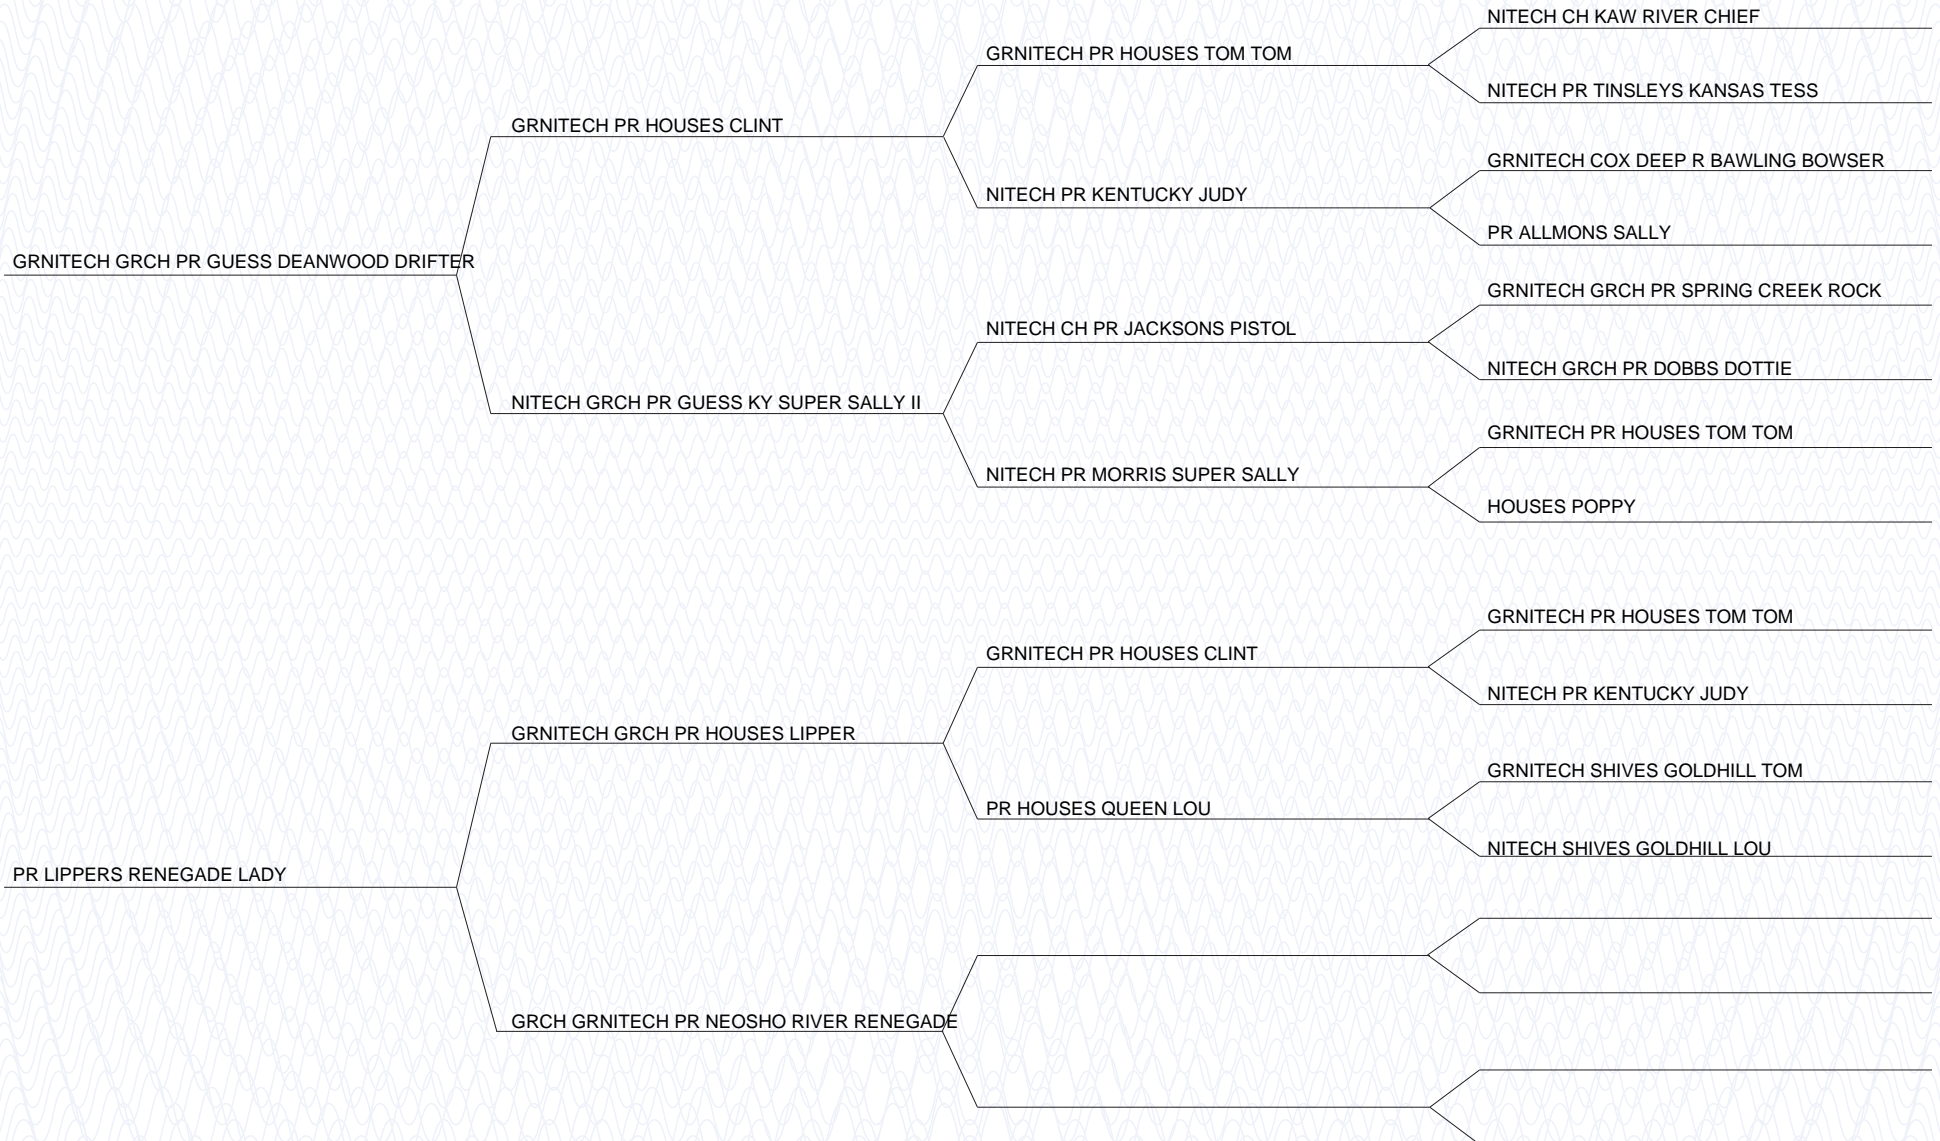 NITECH CH KAW RIVER CHIEF
GRNITECH PR HOUSES TOM TOM
NITECH PR TINSLEYS KANSAS TESS
GRNITECH PR HOUSES CLINT
GRNITECH COX DEEP R BAWLING BOWSER
NITECH PR KENTUCKY JUDY
PR ALLMONS SALLY
GRNITECH GRCH PR GUESS DEANWOOD DRIFTER
GRNITECH GRCH PR SPRING CREEK ROCK
NITECH CH PR JACKSONS PISTOL
NITECH GRCH PR DOBBS DOTTIE
NITECH GRCH PR GUESS KY SUPER SALLY II
GRNITECH PR HOUSES TOM TOM
NITECH PR MORRIS SUPER SALLY
HOUSES POPPY
GRNITECH PR HOUSES TOM TOM
GRNITECH PR HOUSES CLINT
NITECH PR KENTUCKY JUDY
GRNITECH GRCH PR HOUSES LIPPER
GRNITECH SHIVES GOLDHILL TOM
PR HOUSES QUEEN LOU
NITECH SHIVES GOLDHILL LOU
PR LIPPERS RENEGADE LADY
GRCH GRNITECH PR NEOSHO RIVER RENEGADE